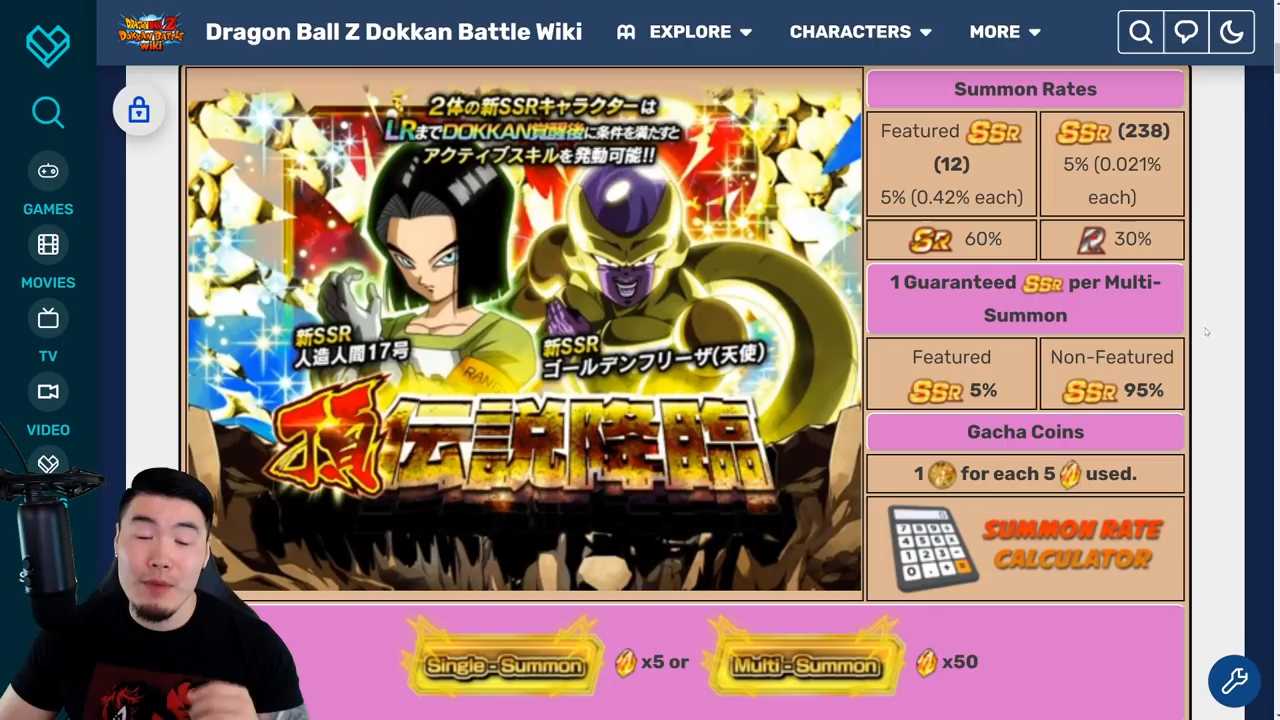 DRAGON BALL Z
DOKKAN BATTLE
WIKI
Dragon Ball Z Dokkan Battle Wiki
EXPLORE
CHARACTERS
MORE
GAMES
MOVIES
TV
VIDEO
2体の新SSRキャラクターは
LRまでDOKKAN覚醒後に条件を満たすと
アクティブスキルを発動可能!!
新SSR
人造人間17号
新SSR
ゴールデンフリーザ(天使)
RANG
頂・伝説降臨
Summon Rates
Featured SSR
(12)
5% (0.42% each)
SSR (238)
5% (0.021%
each)
SR 60%
R 30%
1 Guaranteed SSR per Multi-
Summon
Featured
SSR 5%
Non-Featured
SSR 95%
Gacha Coins
1 for each 5 used.
SUMMON RATE
CALCULATOR
Single-Summon x5 or Multi-Summon x50